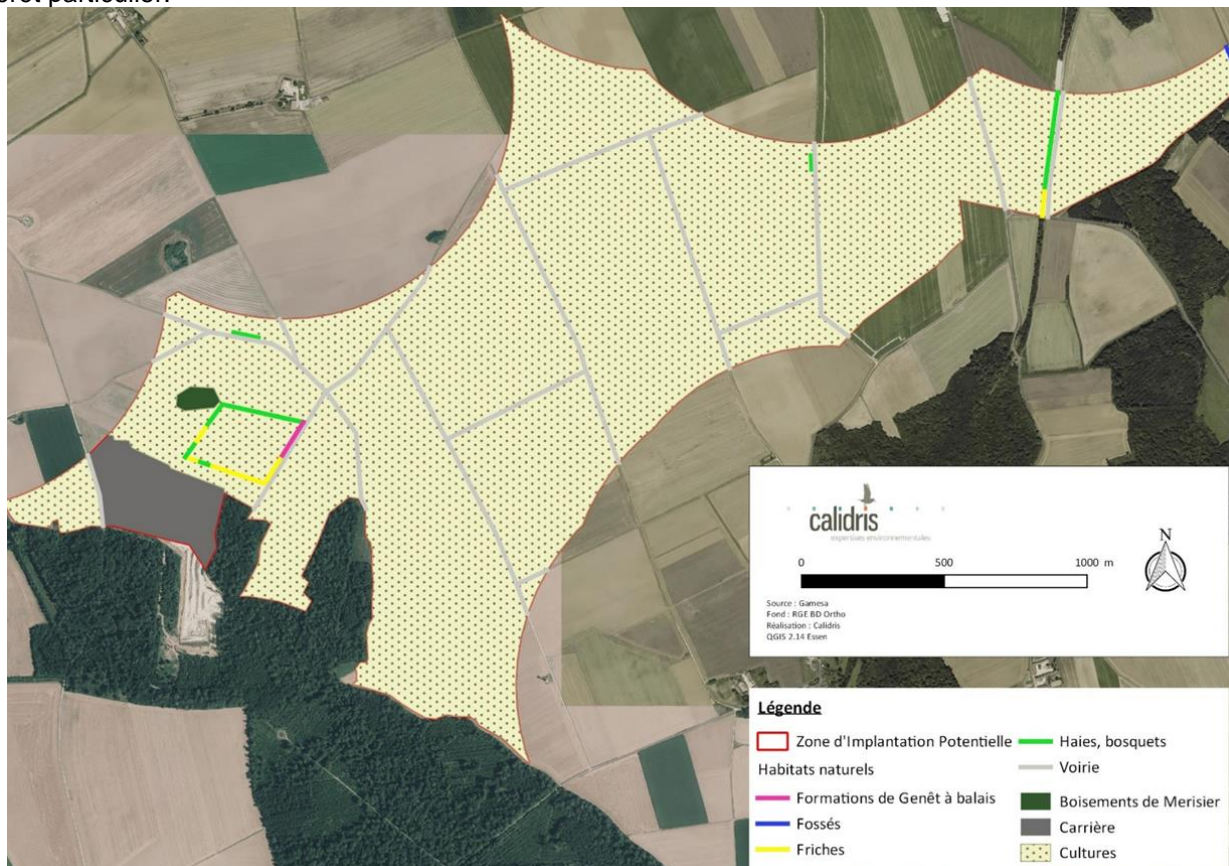 érêt particulier.
calidris
expertises environnementales
N
0 500 1000 m
Source : Gamesa
Fond : RGE BD Ortho
Réalisation : Calidris
QGIS 2.14 Essen
Légende
Zone d'Implantation Potentielle
Habitats naturels
Formations de Genêt à balais
Fossés
Friches
Haies, bosquets
Voirie
Boisements de Merisier
Carrière
Cultures